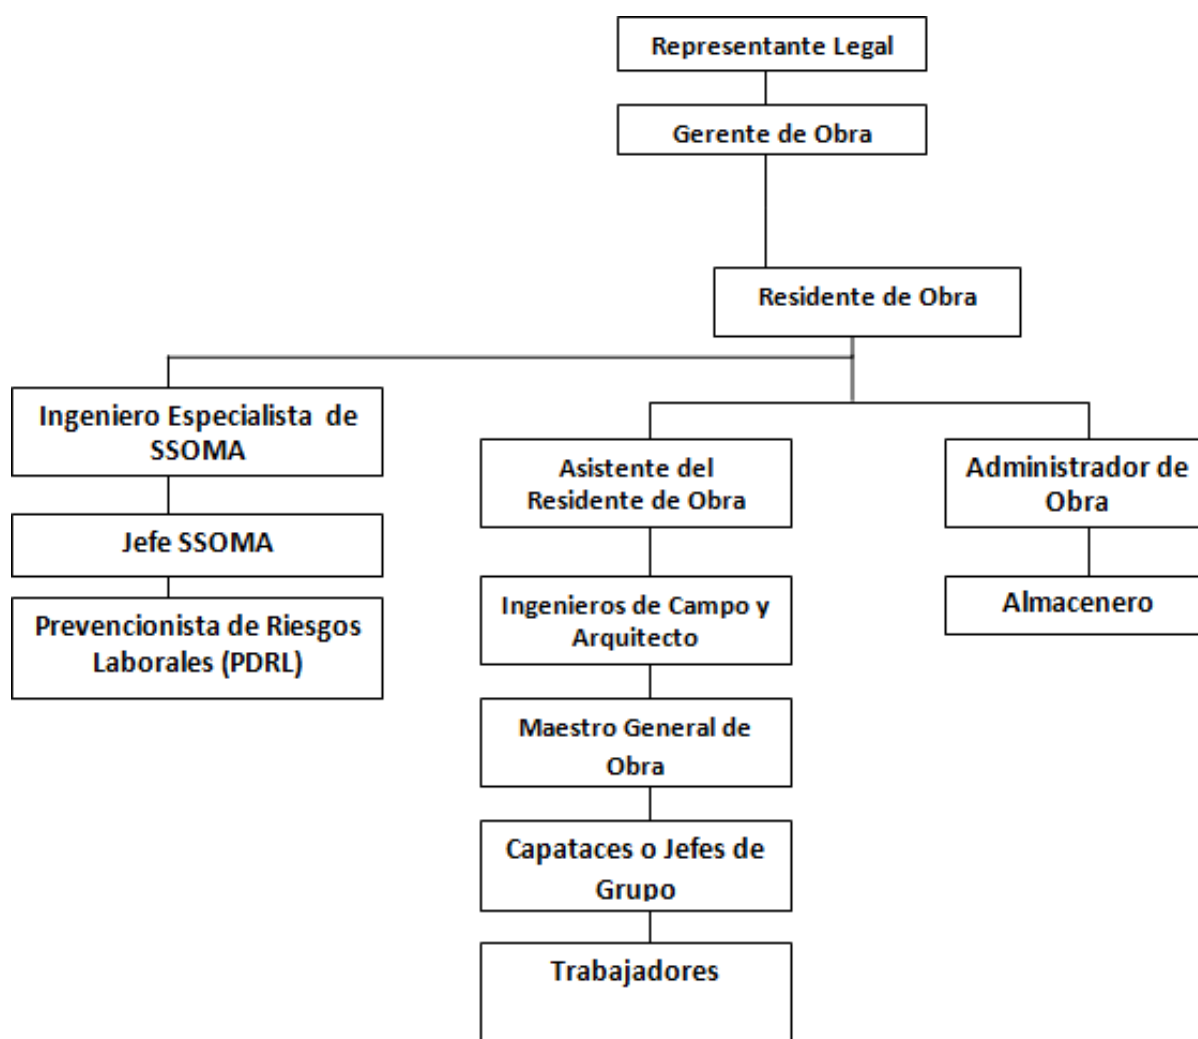 Representante Legal
Gerente de Obra
Residente de Obra
Ingeniero Especialista de
SSOMA
Jefe SSOMA
Prevencionista de Riesgos
Laborales (PDRL)
Asistente del
Residente de Obra
Ingenieros de Campo y
Arquitecto
Maestro General de
Obra
Capataces o Jefes de
Grupo
Trabajadores
Administrador de
Obra
Almacenero